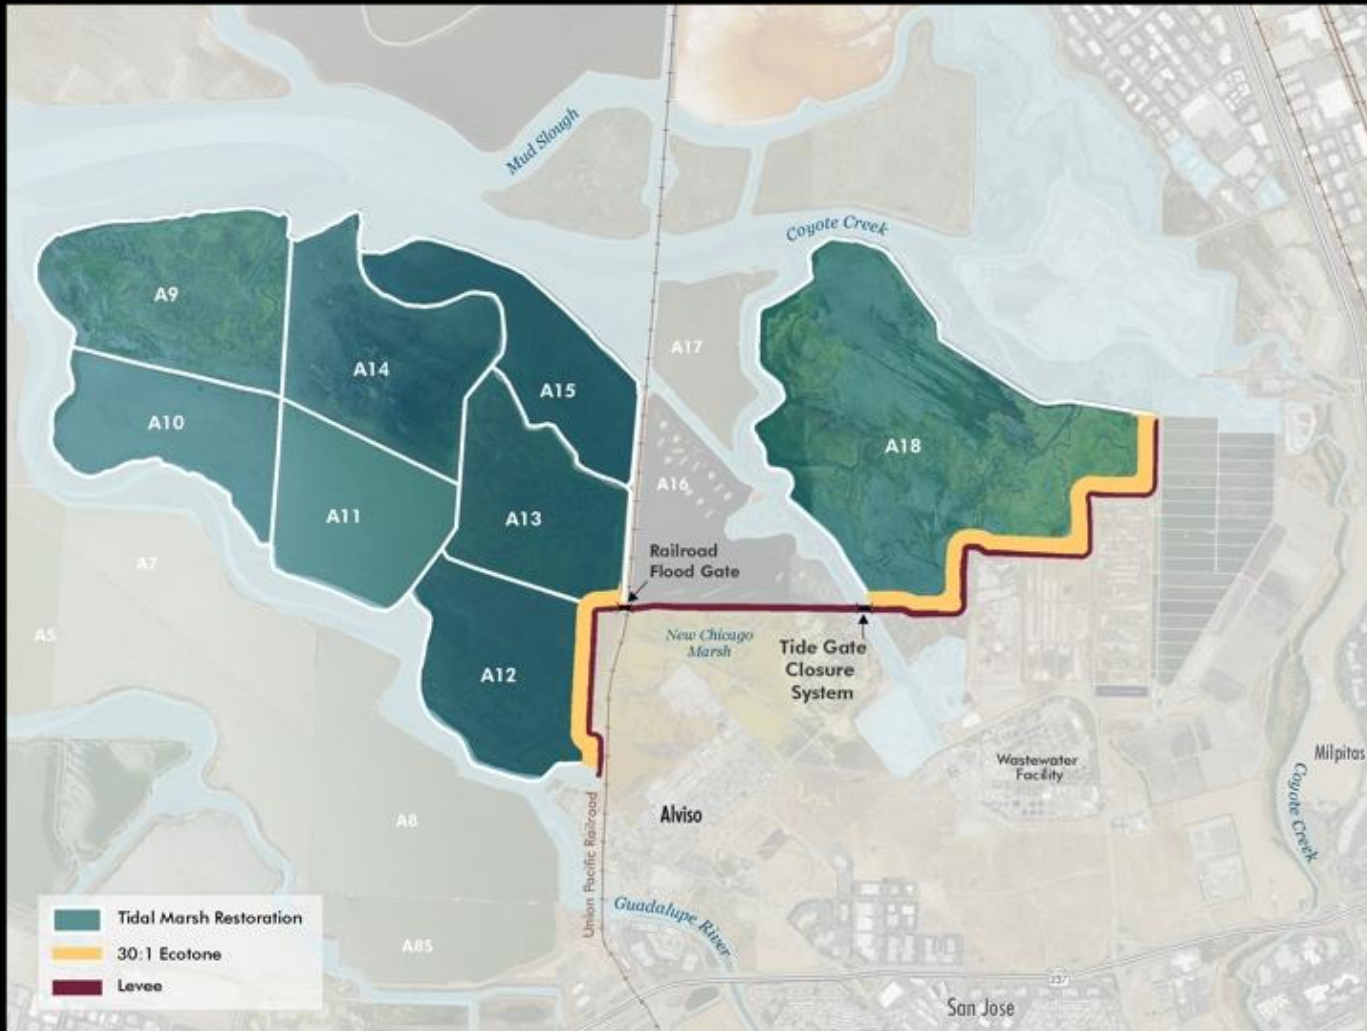 Mud Slough
Coyote Creek
A9
A14
A15
A17
A10
A18
A11
A13
A16
Railroad
Flood Gate
A7
A5
New Chicago
Marsh
Tide Gate
Closure
System
A12
Wastewater
Facility
Milpitas
Coyote Creek
Alviso
A8
Union Pacific Railroad
Guadalupe River
A8S
237
San Jose
Tidal Marsh Restoration
30:1 Ecotone
Levee